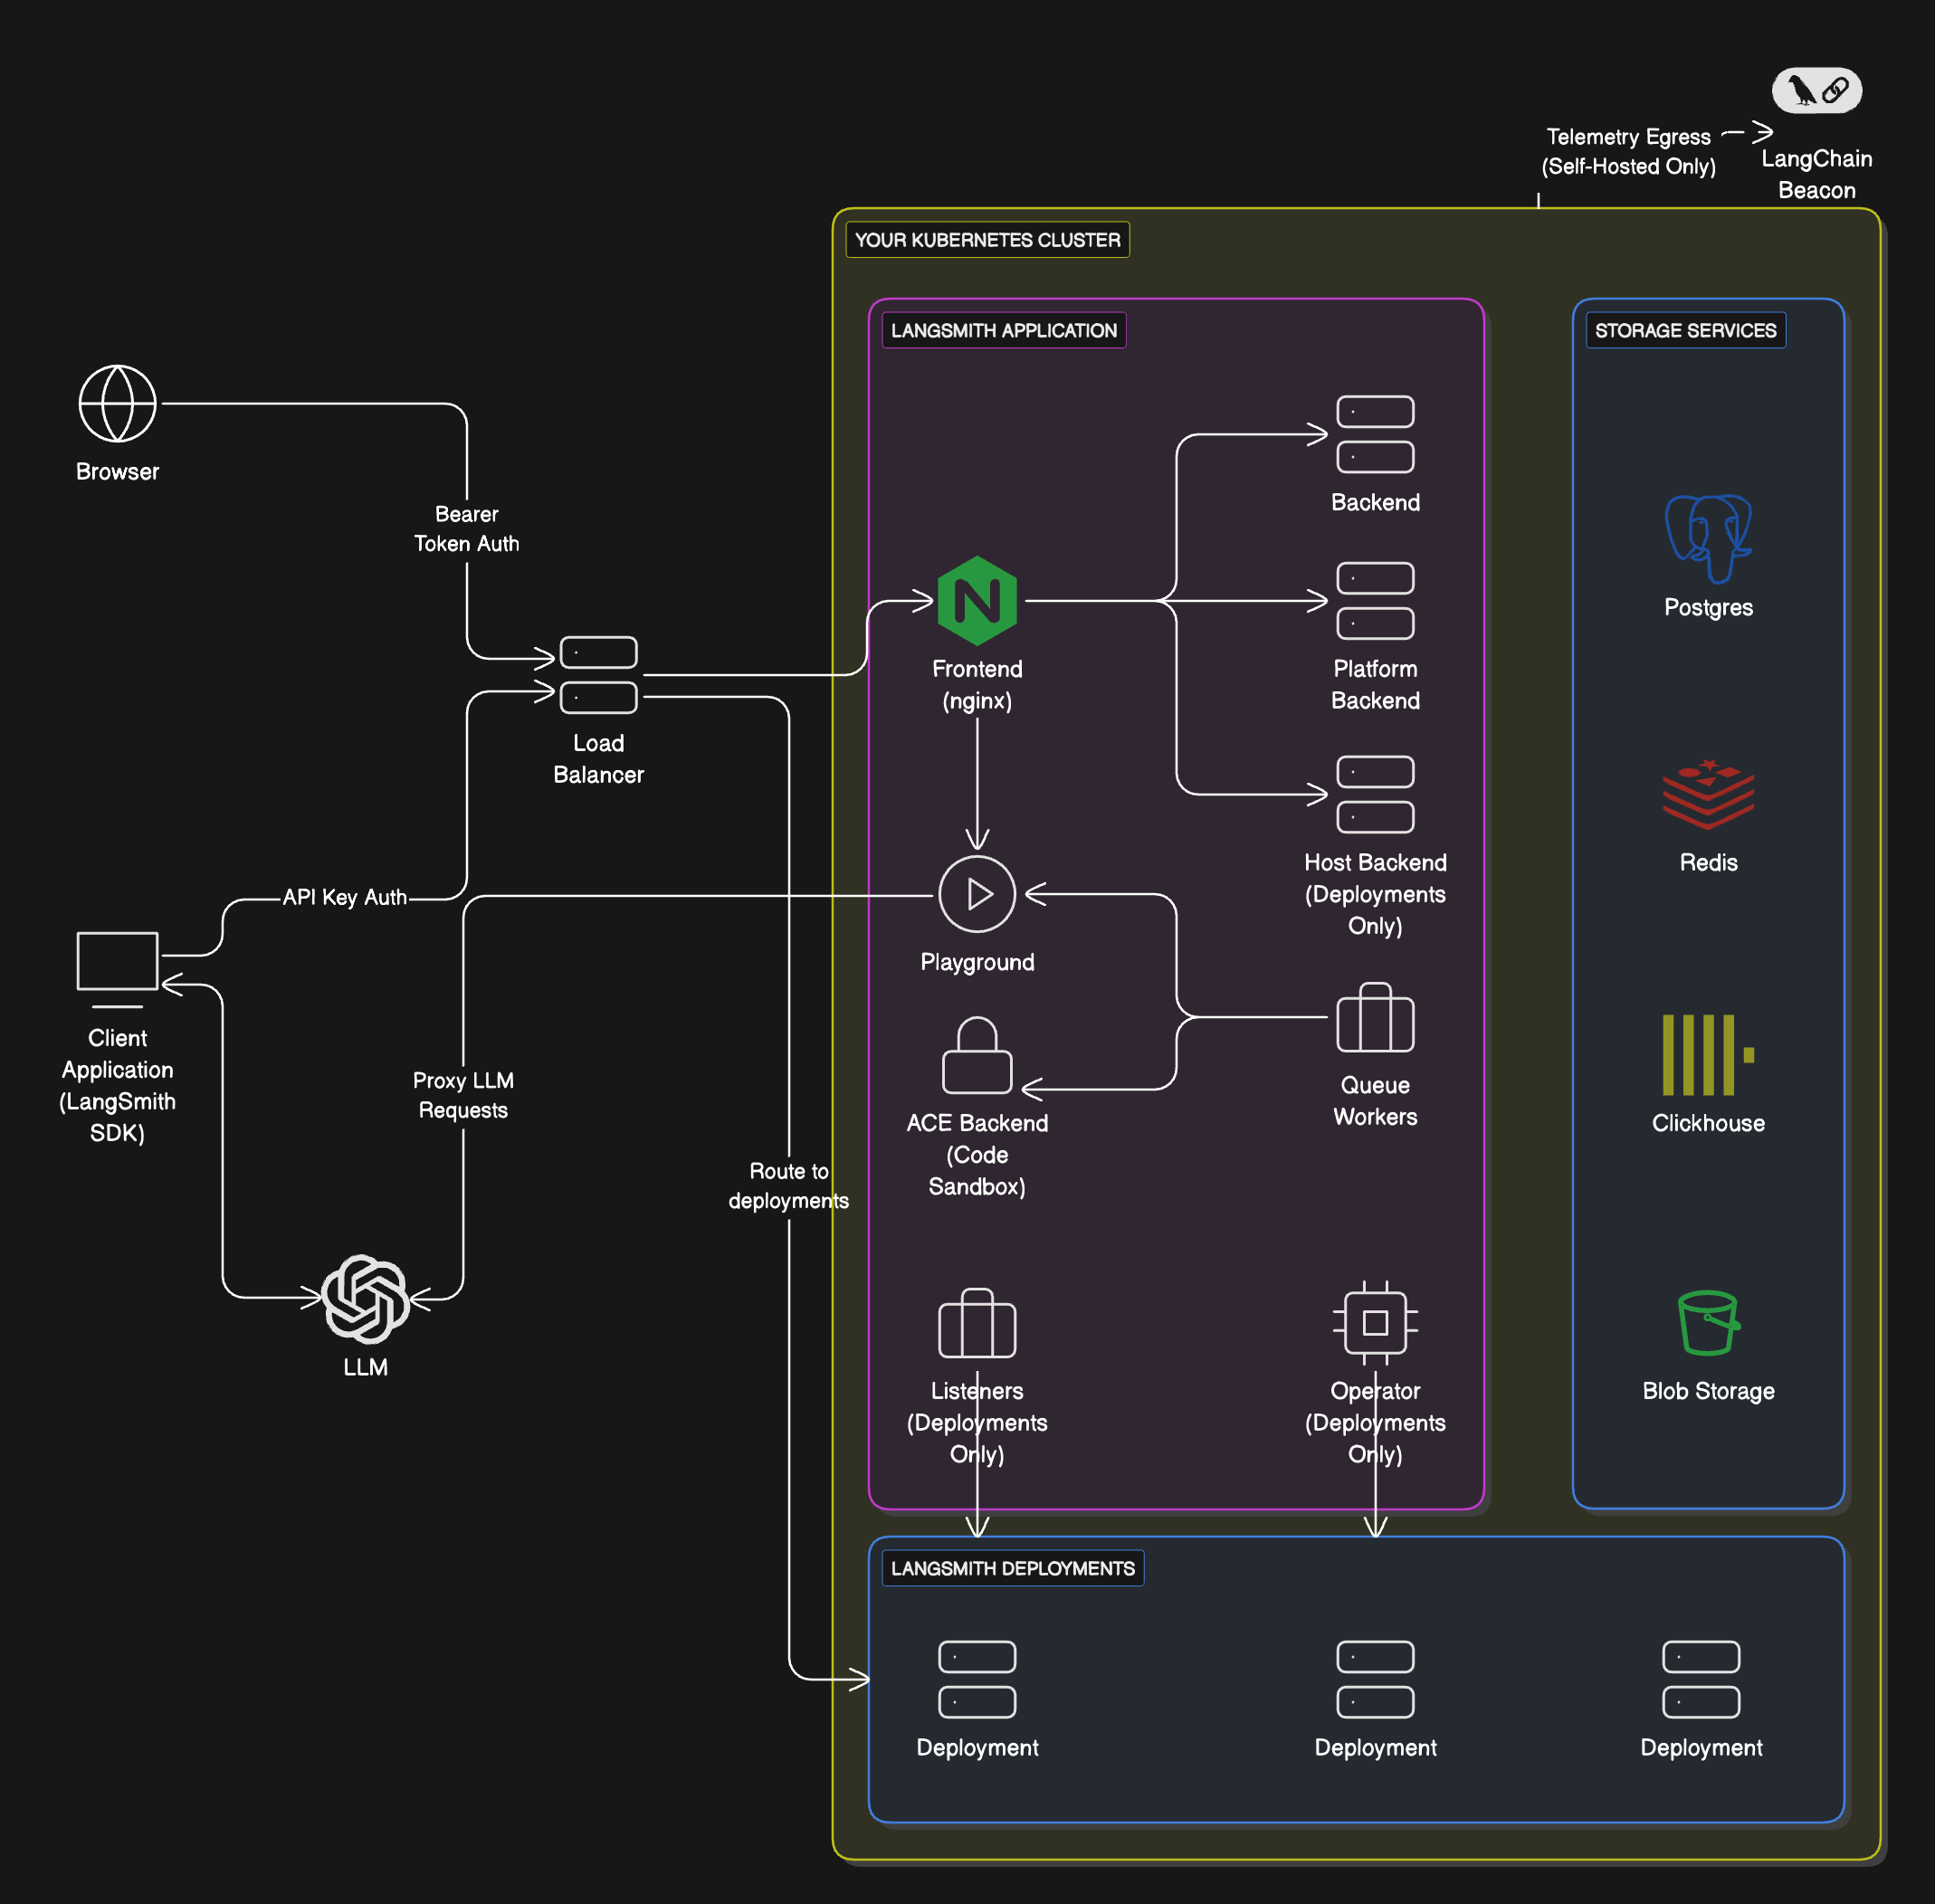 Telemetry Egress
(Self-Hosted Only)
LangChain
Beacon
YOUR KUBERNETES CLUSTER
LANGSMITH APPLICATION
STORAGE SERVICES
Browser
Bearer
Token Auth
Load
Balancer
API Key Auth
Client
Application
(LangSmith
SDK)
Proxy LLM
Requests
LLM
Route to
deployments
Frontend
(nginx)
Backend
Platform
Backend
Host Backend
(Deployments
Only)
Playground
ACE Backend
(Code
Sandbox)
Queue
Workers
Listeners
(Deployments
Only)
Operator
(Deployments
Only)
Postgres
Redis
Clickhouse
Blob Storage
LANGSMITH DEPLOYMENTS
Deployment
Deployment
Deployment